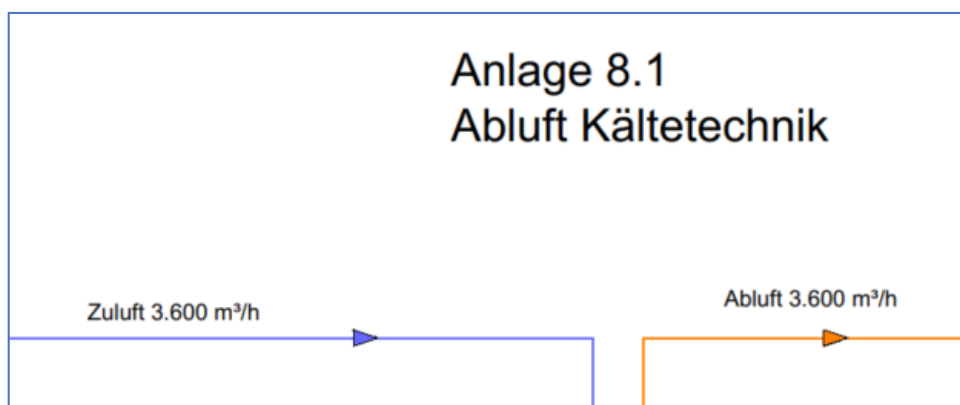 Anlage 8.1
Abluft Kältetechnik
Zuluft 3.600 m³/h
Abluft 3.600 m³/h